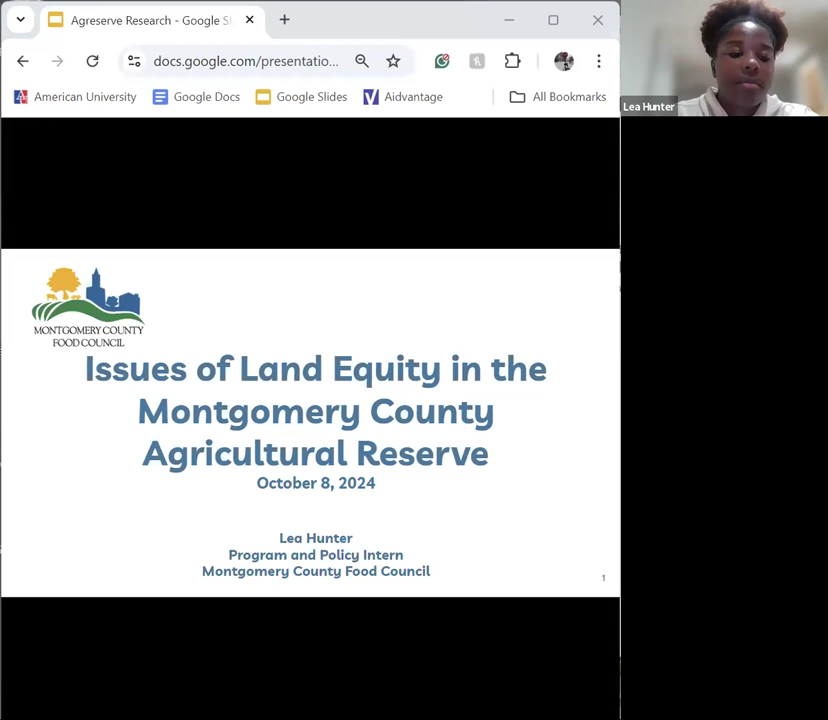 Agreserve Research - Google Sl
docs.google.com/presentatio...
American University
Google Docs
Google Slides
Aidvantage
All Bookmarks
Lea Hunter
MONTGOMERY COUNTY
FOOD COUNCIL
Issues of Land Equity in the
Montgomery County
Agricultural Reserve
October 8, 2024
Lea Hunter
Program and Policy Intern
Montgomery County Food Council
1